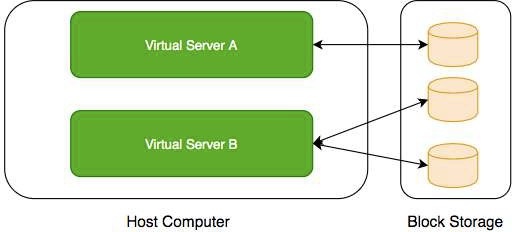 Virtual Server A
Virtual Server B
Host Computer
Block Storage